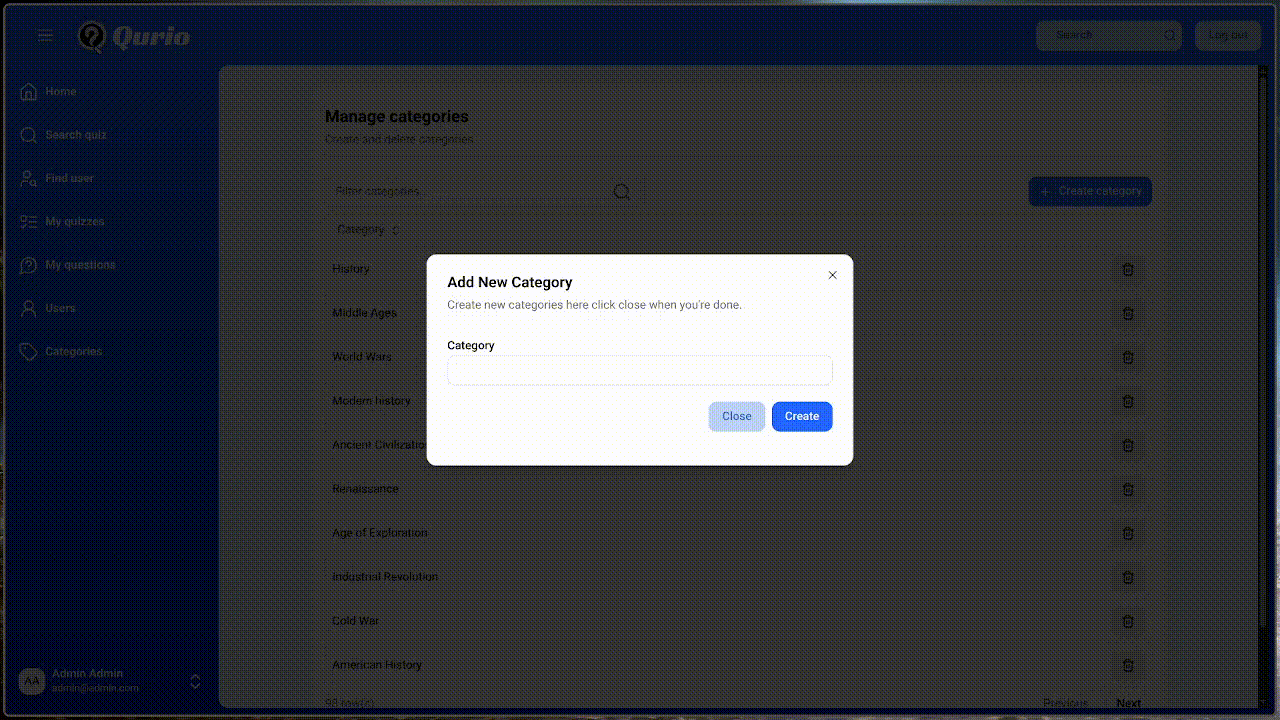 Qurio
Search
Log out
Home
Search quiz
Find user
My quizzes
My questions
Users
Categories
Manage categories
Create and delete categories
Filter categories...
Create category
Category
History
Middle Ages
World Wars
Modern history
Ancient Civilizatio
Renaissance
Age of Exploration
Industrial Revolution
Cold War
American History
Previous
Next
Add New Category
Create new categories here click close when you're done.
Category
Close
Create
AA
Admin Admin
admin@admin.com